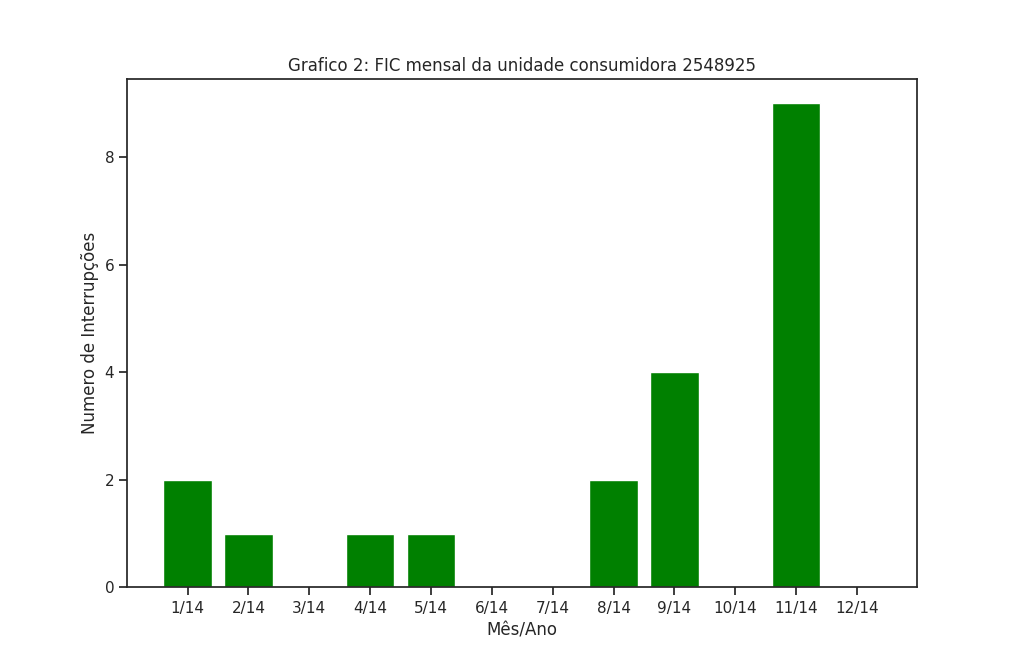 Grafico 2: FIC mensal da unidade consumidora 2548925
Numero de Interrupções
8
6
4
2
0
1/14 2/14 3/14 4/14 5/14 6/14 7/14 8/14 9/14 10/14 11/14 12/14
Mês/Ano